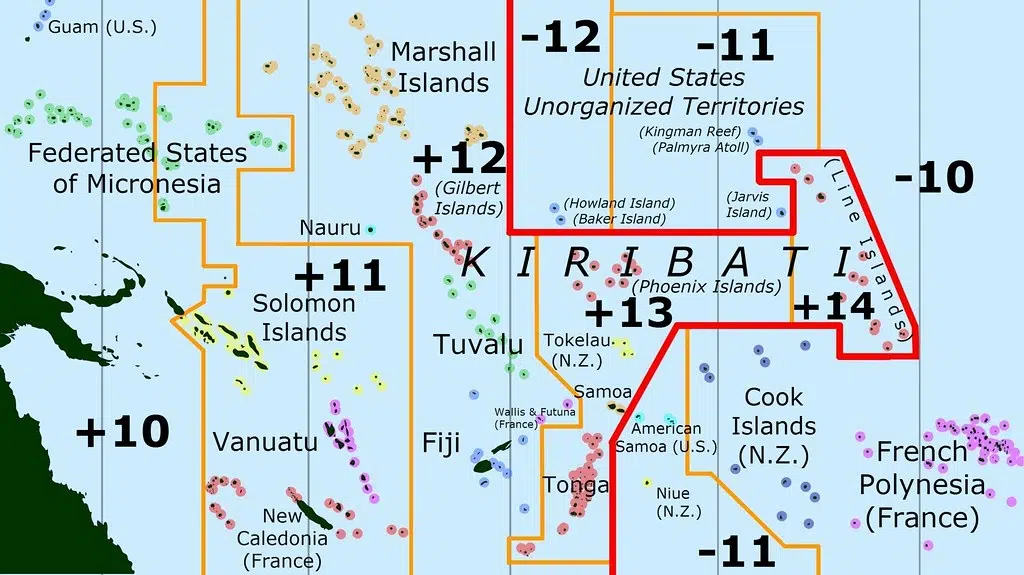 Guam (U.S.)
-12
-11
Marshall
Islands
United States
Unorganized Territories
(Kingman Reef)
(Palmyra Atoll)
Federated States
of Micronesia
+12
(Gilbert
Islands)
-10
(Line Islands)
(Howland Island)
(Baker Island)
(Jarvis
Island)
Nauru
KIRIBATI
+11
(Phoenix Islands)
Solomon
Islands
+13
+14
Tuvalu
Tokelau
(N.Z.)
Samoa
Wallis & Futuna
(France)
Cook
Islands
(N.Z.)
+10
Vanuatu
Fiji
American
Samoa (U.S.)
French
Polynesia
(France)
Tonga
Niue
(N.Z.)
New
Caledonia
(France)
-11